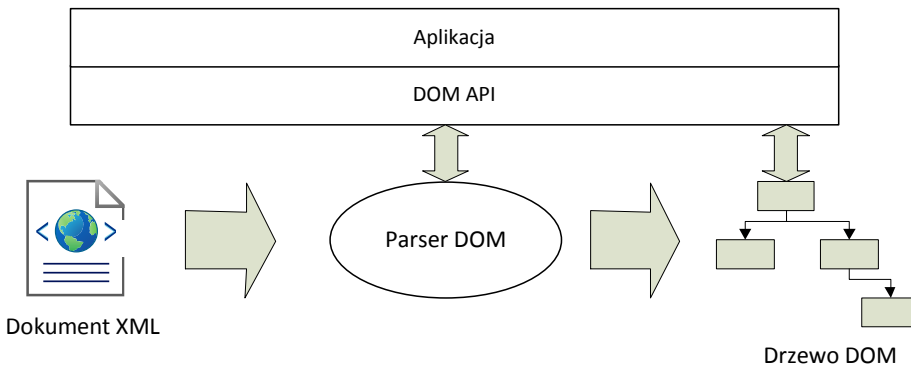 Aplikacja
DOM API
Parser DOM
Dokument XML
Drzewo DOM